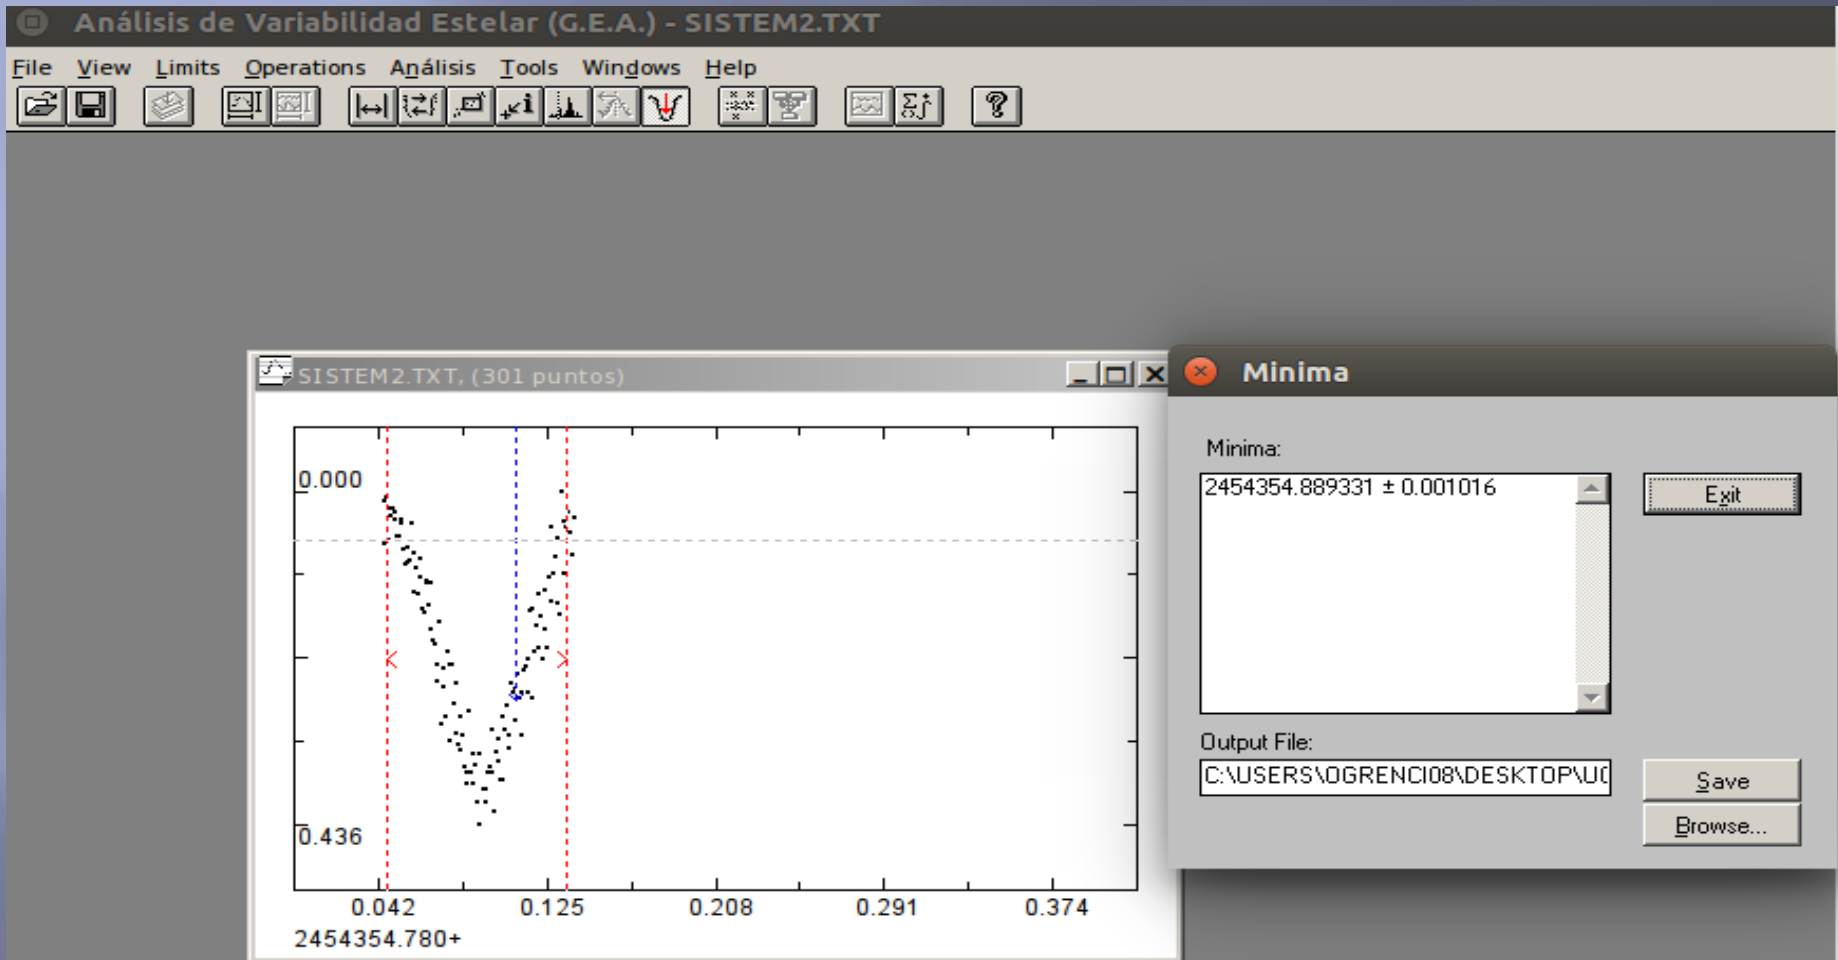 Análisis de Variabilidad Estelar (G.E.A.) - SISTEM2.TXT
File View Limits Operations Análisis Tools Windows Help
SISTEM2.TXT, (301 puntos)
0.000
0.436
0.042 0.125 0.208 0.291 0.374
2454354.780+
Minima
Minima:
2454354.889331 ± 0.001016
Exit
Output File:
C:\USERS\OGRENCI08\DESKTOP\U
Save
Browse...